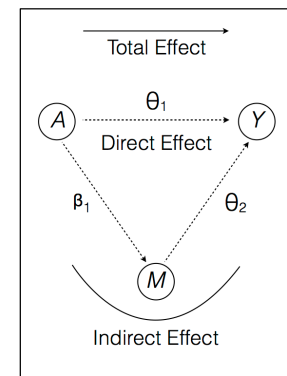 Total Effect
θ₁
A
Y
Direct Effect
β₁
θ₂
M
Indirect Effect